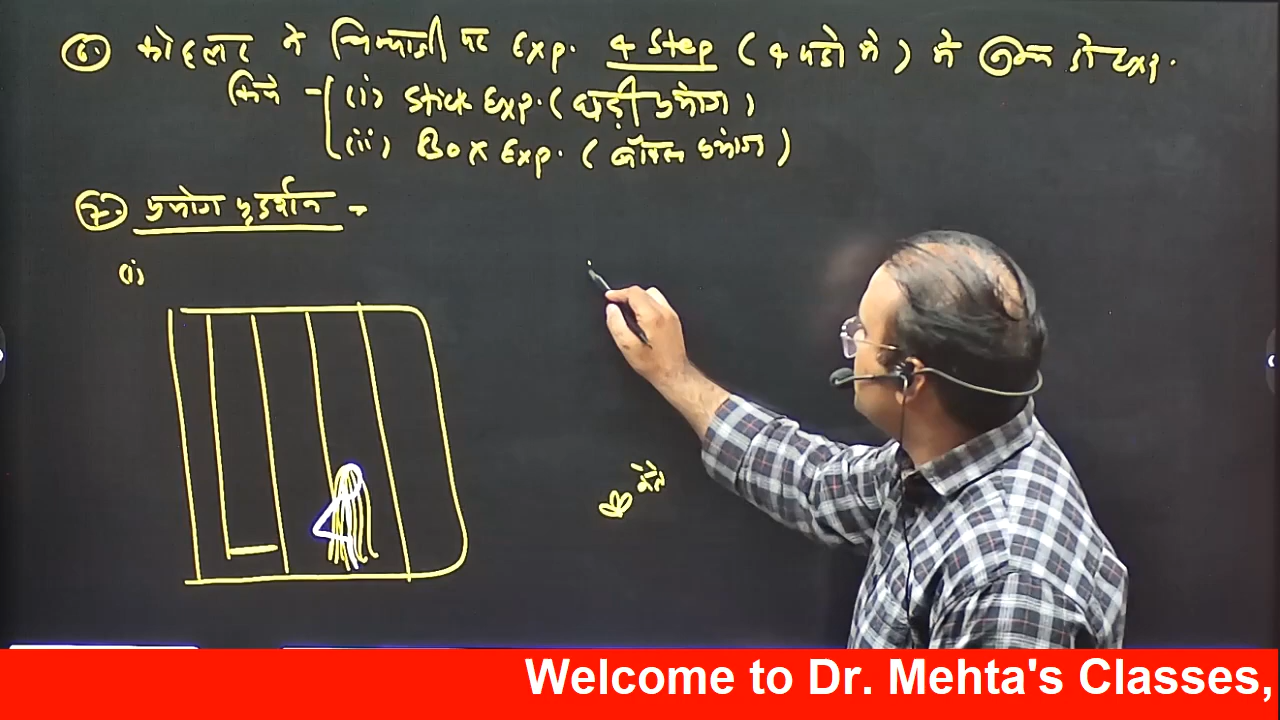 ⑥ कोहलर ने चिम्पाजी पर Exp. 4 Step (4 पदो मे) मे निम्न दो Exp.
किये - (i) Stick Exp. (छड़ी प्रयोग)
(ii) Box Exp. (बॉक्स प्रयोग)
⑦. प्रयोग प्रदर्शन -
(i)
केले
Welcome to Dr. Mehta's Classes,